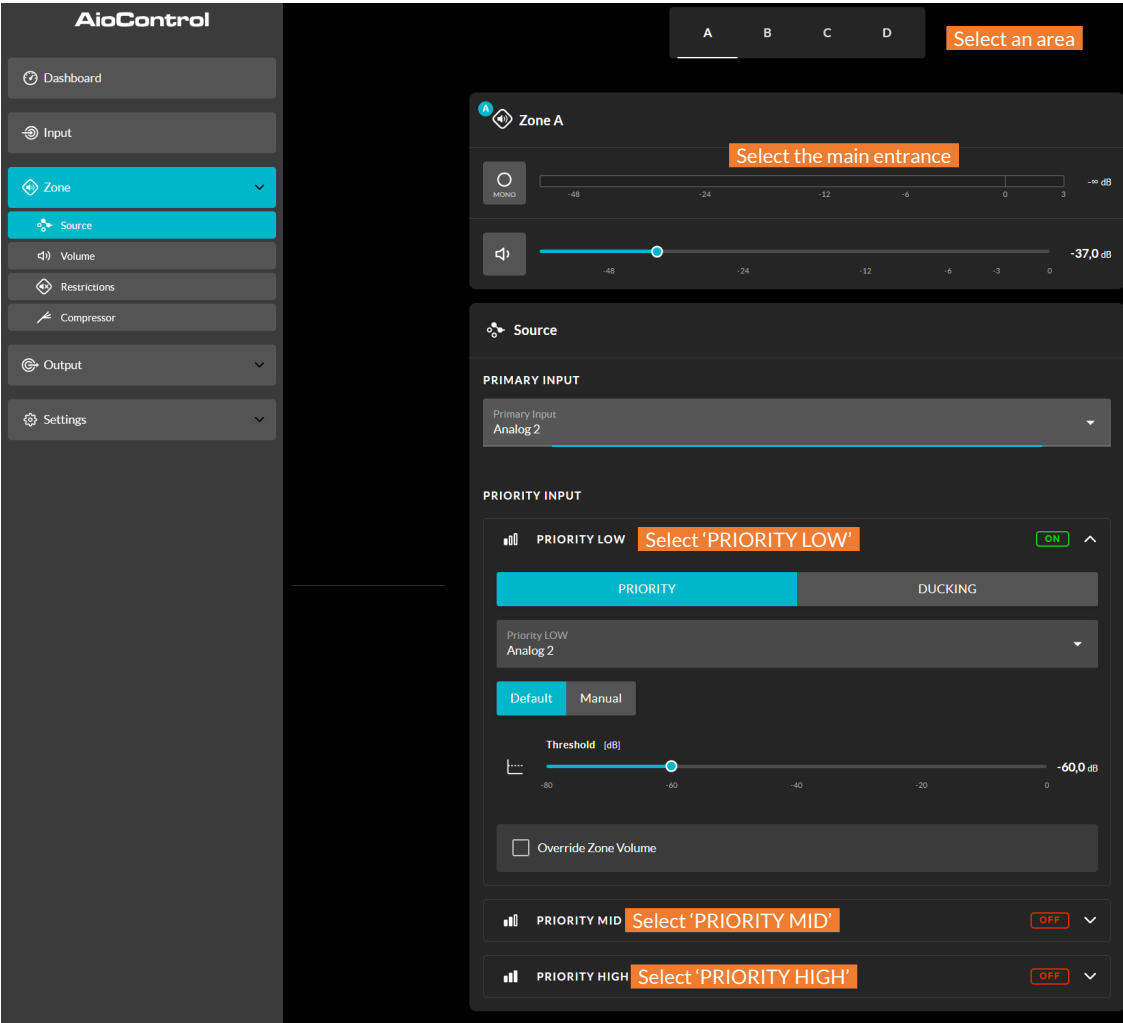 AioControl
A B C D
Select an area
Dashboard
Input
Zone
Source
Volume
Restrictions
Compressor
Output
Settings
A
Zone A
Select the main entrance
MONO
-48 -24 -12 -6 0 3
-∞ dB
-37,0 dB
-48 -24 -12 -6 -3 0
Source
PRIMARY INPUT
Primary Input
Analog 2
PRIORITY INPUT
PRIORITY LOW Select ‘PRIORITY LOW’ ON
PRIORITY DUCKING
Priority LOW
Analog 2
Default Manual
Threshold [dB]
-60,0 dB
-80 -60 -40 -20 0
Override Zone Volume
PRIORITY MID Select ‘PRIORITY MID’ OFF
PRIORITY HIGH Select ‘PRIORITY HIGH’ OFF